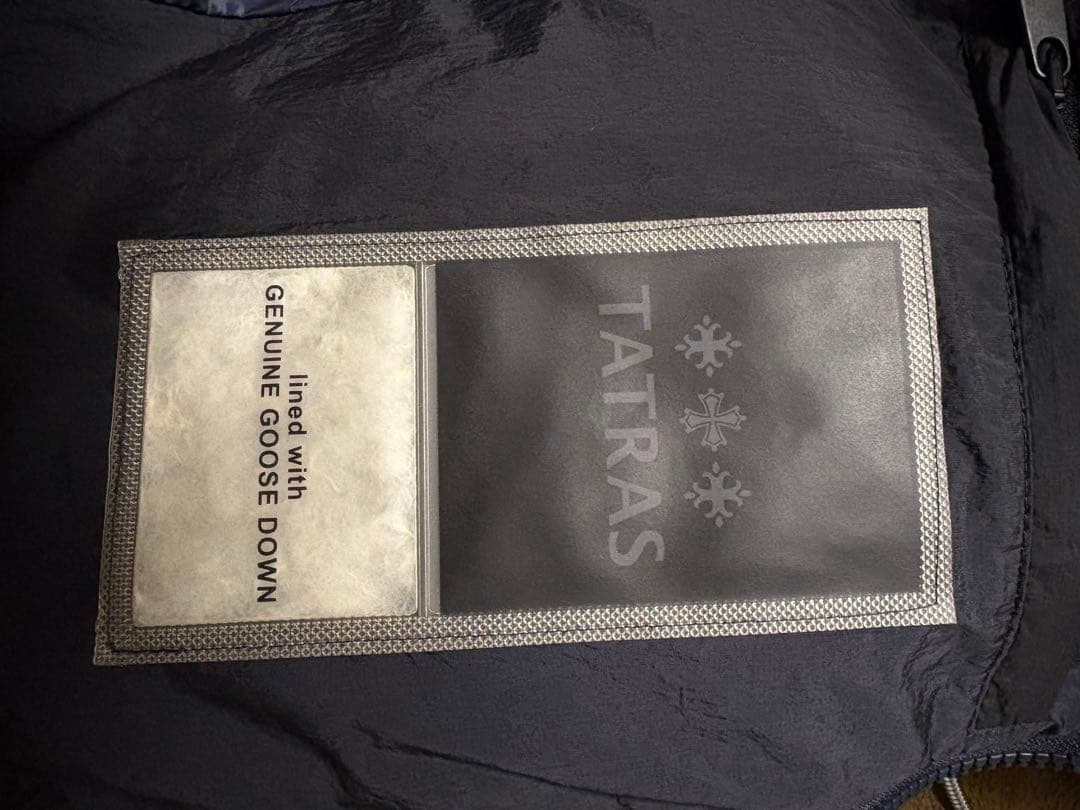 TATRAS
lined with
GENUINE GOOSE DOWN